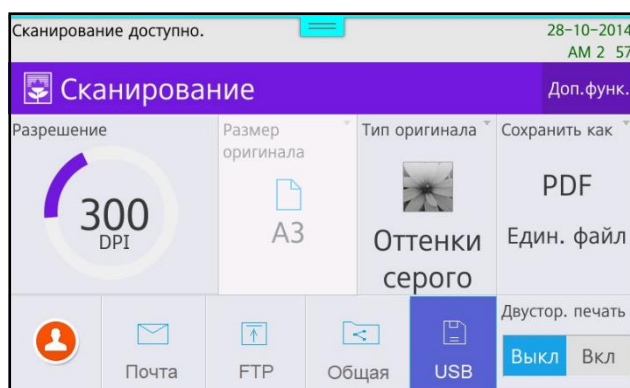 Сканирование доступно.
28-10-2014
AM 2 57
Сканирование
Доп.функ.
Разрешение
300
DPI
Размер
оригинала
A3
Тип оригинала
Оттенки
серого
Сохранить как
PDF
Един. файл
Почта
FTP
Общая
USB
Двустор. печать
Выкл
Вкл